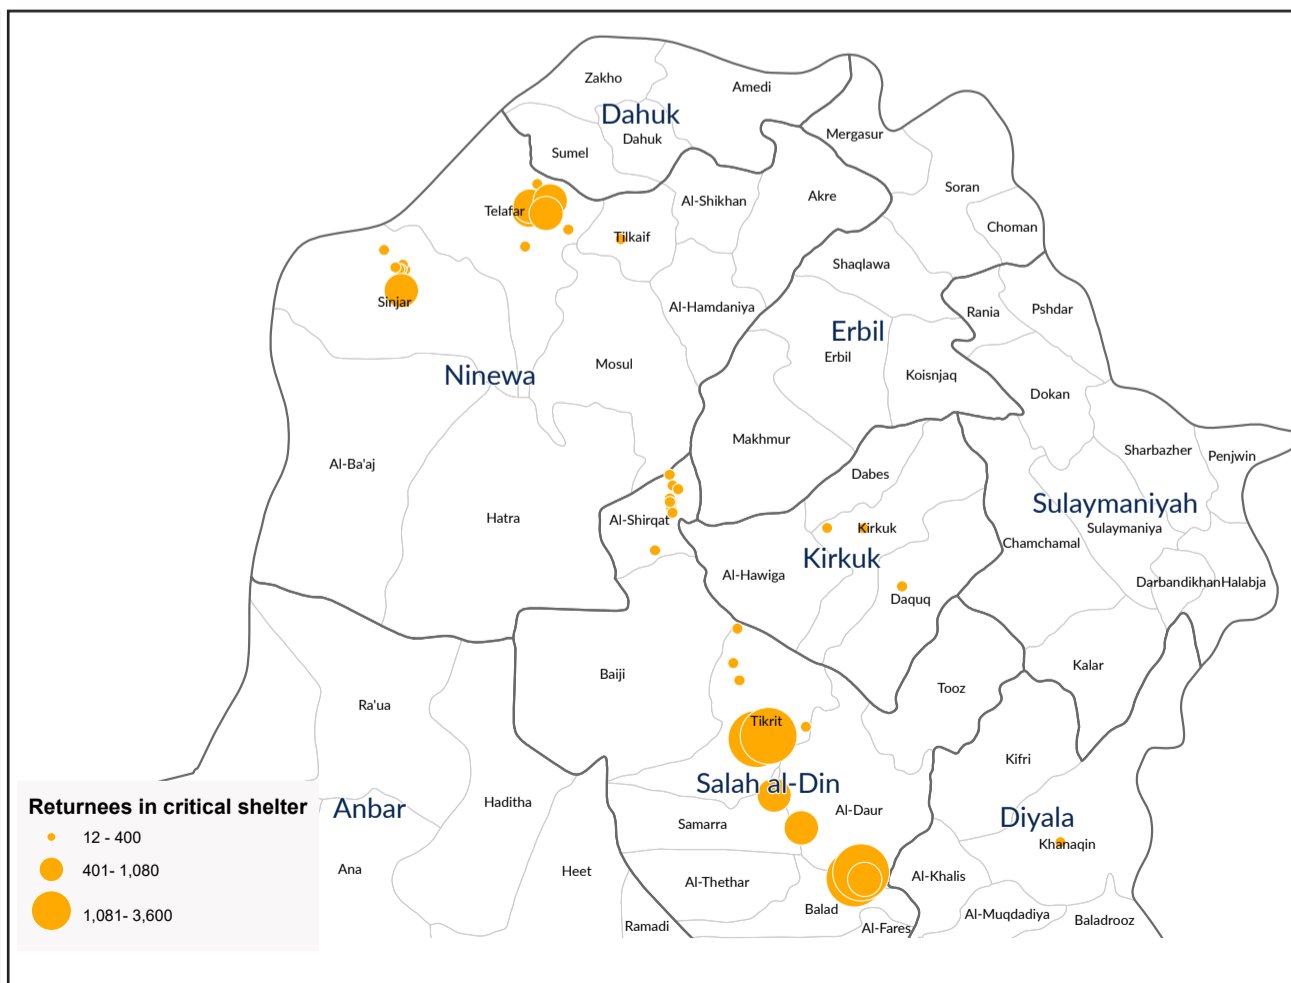 Zakho
Amedi
Dahuk
Dahuk
Mergasur
Sumel
Soran
Akre
Al-Shikhan
Telafar
Choman
Tilkaif
Shaqlawa
Sinjar
Al-Hamdaniya
Rania
Pshdar
Erbil
Erbil
Mosul
Ninewa
Koisnjaq
Dokan
Makhmur
Sharbazher
Penjwin
Al-Ba'aj
Dabes
Sulaymaniyah
Hatra
Al-Shirqat
Kirkuk
Sulaymaniya
Chamchamal
Kirkuk
Al-Hawiga
Darbandikhan
Halabja
Daquq
Kalar
Baiji
Tooz
Ra'ua
Tikrit
Kifri
Salah al-Din
Returnees in critical shelter
12 - 400
401- 1,080
1,081- 3,600
Anbar
Haditha
Al-Daur
Diyala
Samarra
Khanaqin
Ana
Heet
Al-Thethar
Al-Khalis
Balad
Al-Muqdadiya
Baladrooz
Ramadi
Al-Fares